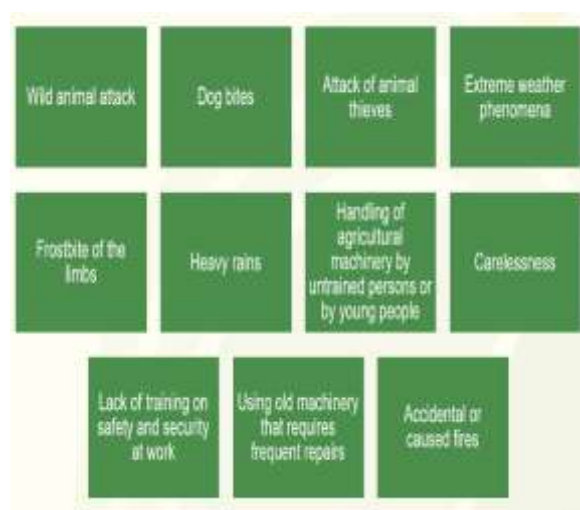 Wild animal attack
Dog bites
Attack of animal
thieves
Extreme weather
phenomena
Frostbite of the
limbs
Heavy rains
Handling of
agricultural
machinery by
untrained persons or
by young people
Carelessness
Lack of training on
safety and security
at work
Using old machinery
that requires
frequent repairs
Accidental or
caused fires